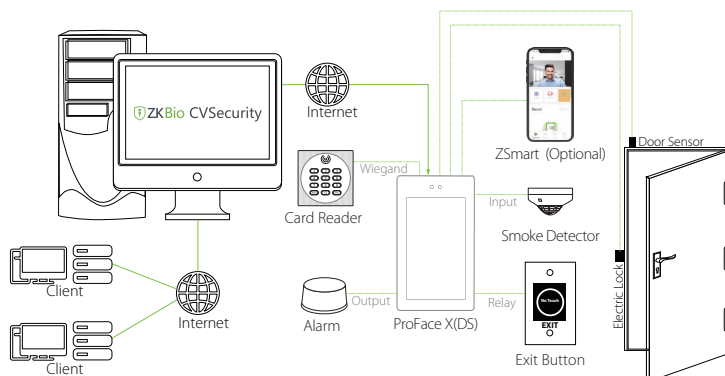 ZKBio CVSecurity
Internet
ZSmart (Optional)
Door Sensor
Wiegand
Card Reader
Input
Smoke Detector
Electric Lock
Client
Internet
Output
Alarm
ProFace X(DS)
Relay
No Touch
EXIT
Exit Button
Client